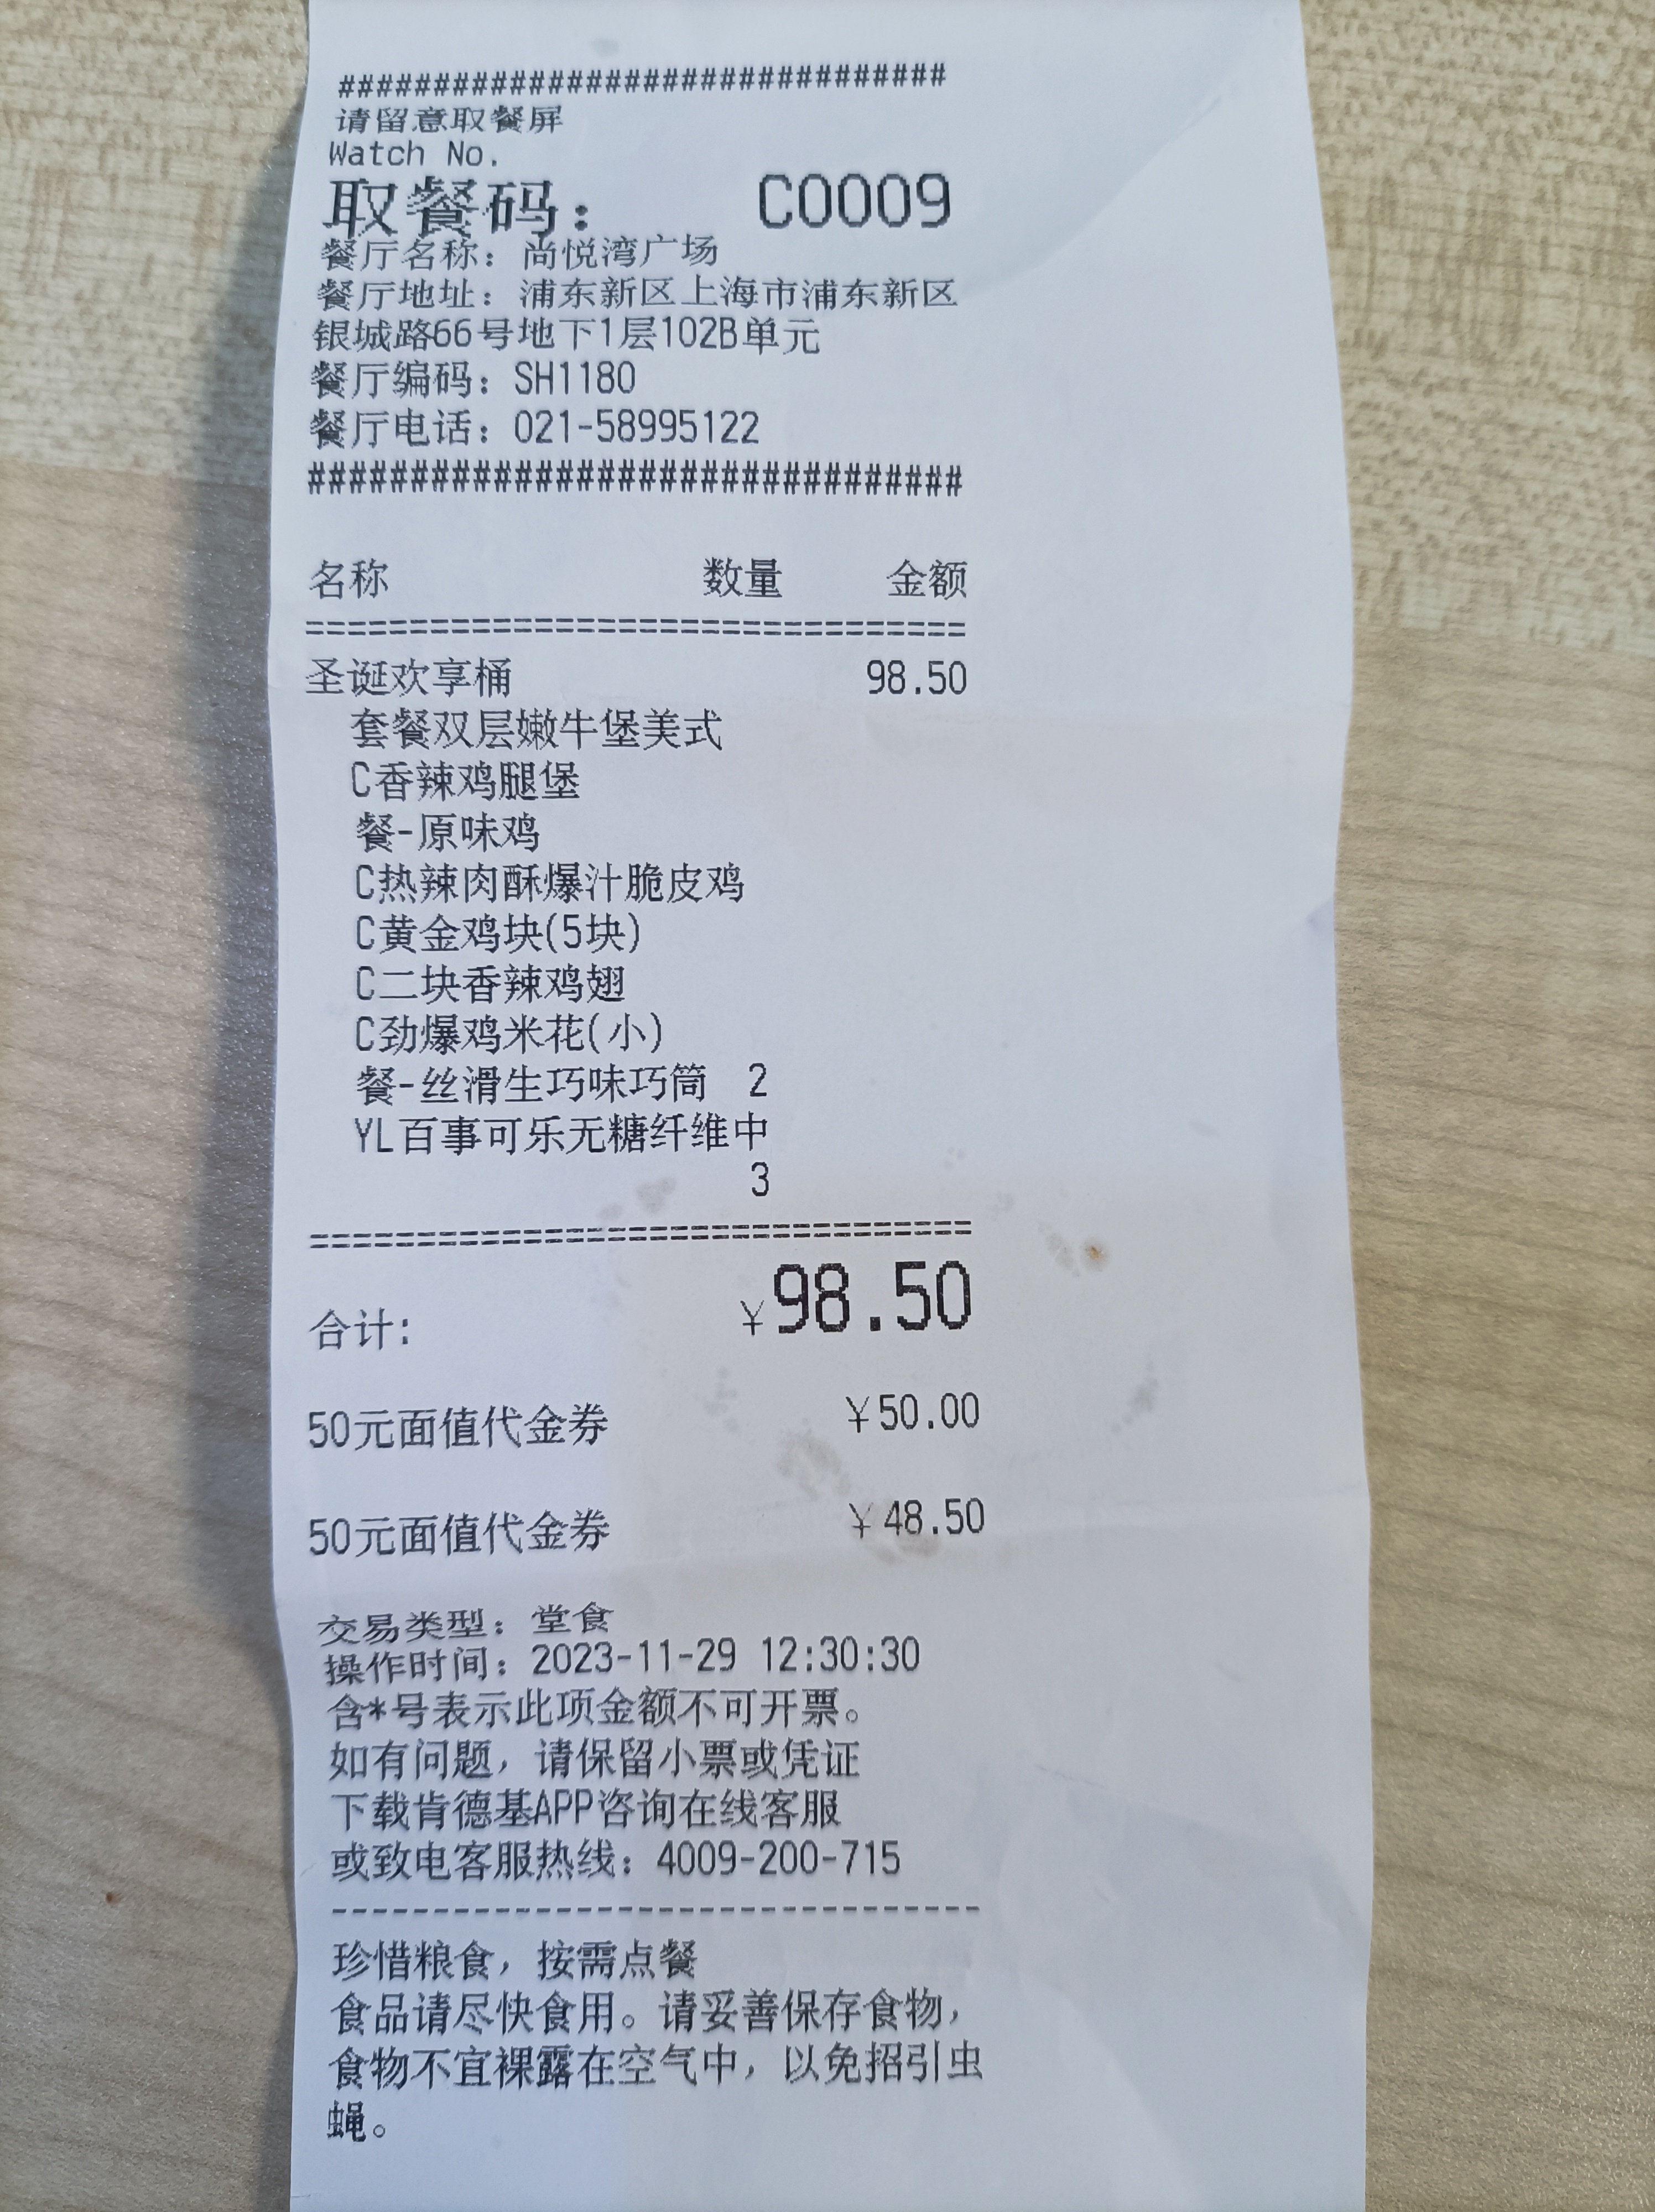 ################################
请留意取餐屏
Watch No.
取餐码： C0009
餐厅名称：尚悦湾广场
餐厅地址：浦东新区上海市浦东新区
银城路66号地下1层102B单元
餐厅编码：SH1180
餐厅电话：021-58995122
################################
名称 数量 金额
================================
圣诞欢享桶 98.50
套餐双层嫩牛堡美式
C香辣鸡腿堡
餐-原味鸡
C热辣肉酥爆汁脆皮鸡
C黄金鸡块(5块)
C二块香辣鸡翅
C劲爆鸡米花(小)
餐-丝滑生巧味巧筒 2
YL百事可乐无糖纤维中
3
================================
合计: ¥98.50
50元面值代金券 ¥50.00
50元面值代金券 ¥48.50
交易类型：堂食
操作时间：2023-11-29 12:30:30
含*号表示此项金额不可开票。
如有问题，请保留小票或凭证
下载肯德基APP咨询在线客服
或致电客服热线：4009-200-715
--------------------------------
珍惜粮食，按需点餐
食品请尽快食用。请妥善保存食物，
食物不宜裸露在空气中，以免招引虫
蝇。